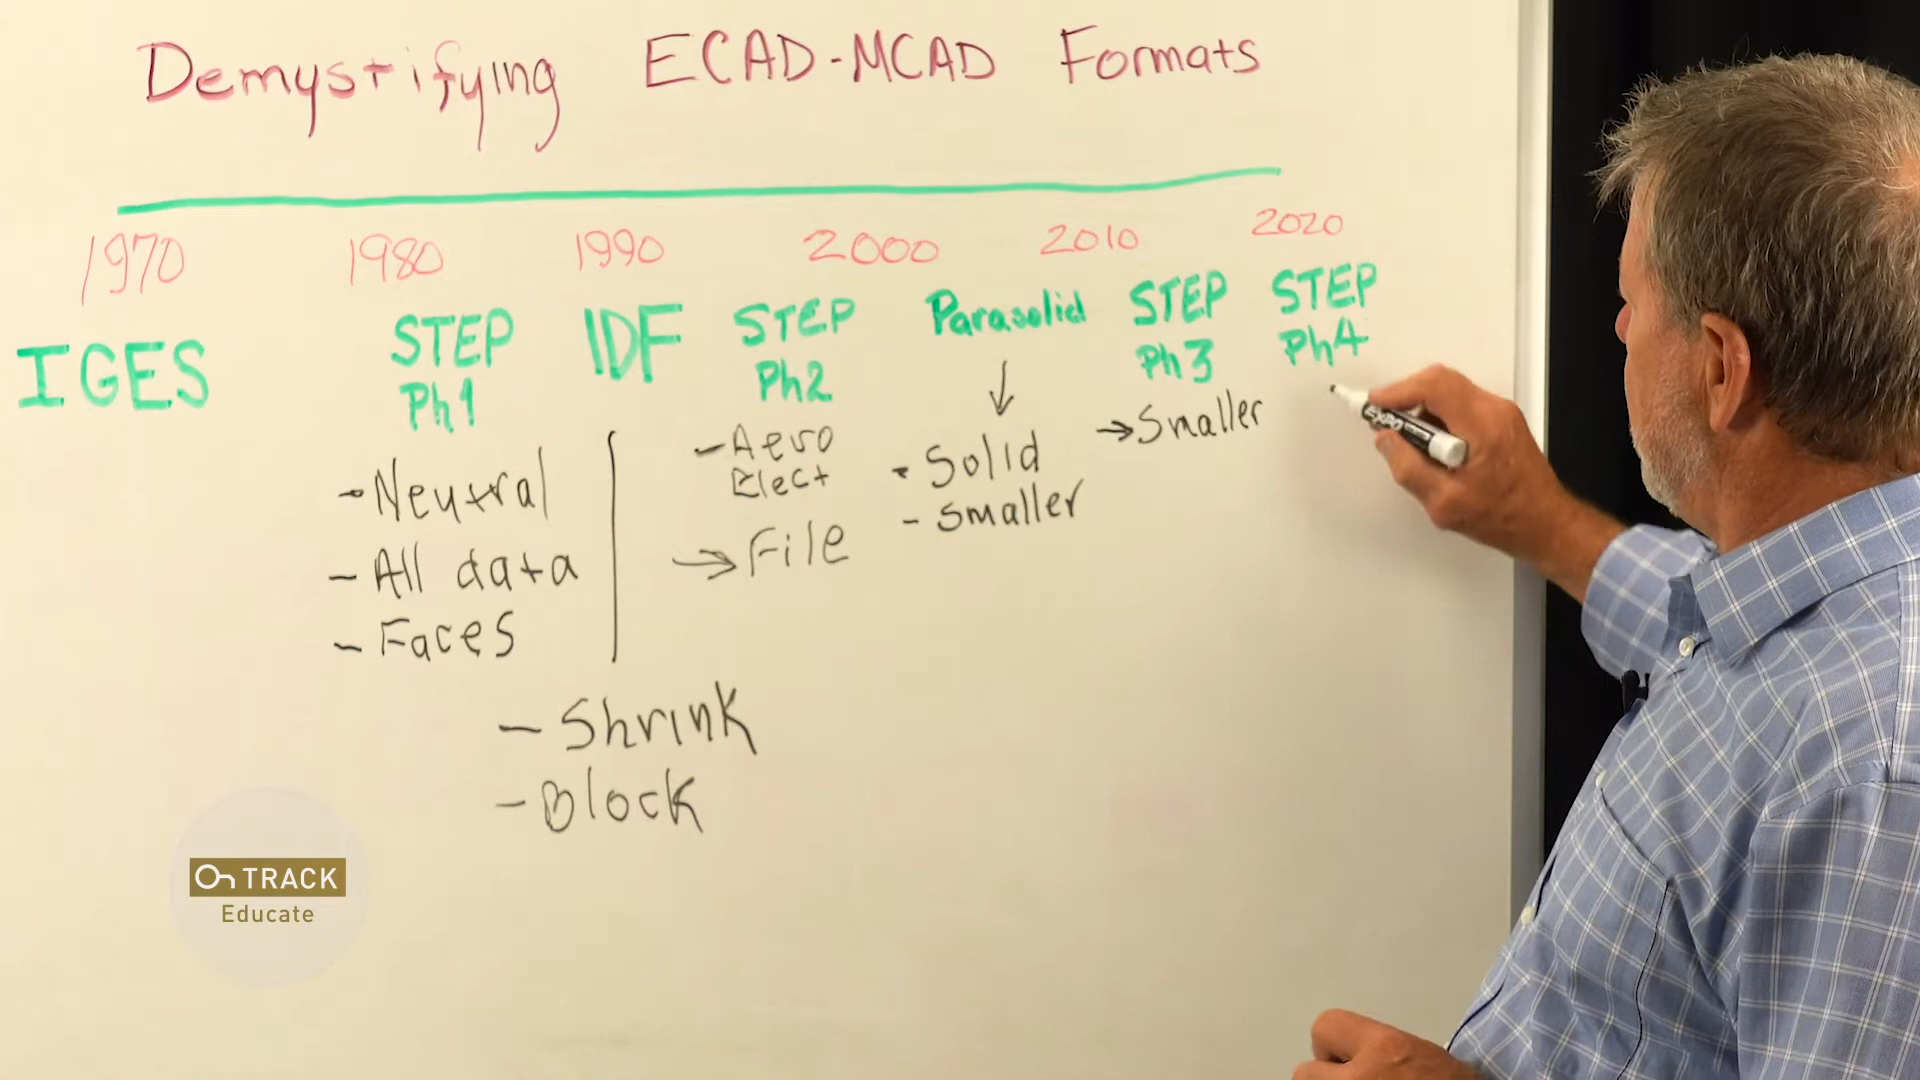 Demystifying ECAD-MCAD Formats
1970 1980 1990 2000 2010 2020
IGES
STEP
Ph1
- Neutral
- All data
- Faces
IDF
- Shrink
- Block
STEP
Ph2
- Aero
Elect
→ File
Parasolid
↓
- Solid
- Smaller
STEP
Ph3
→ Smaller
STEP
Ph4
EXPO
On TRACK
Educate